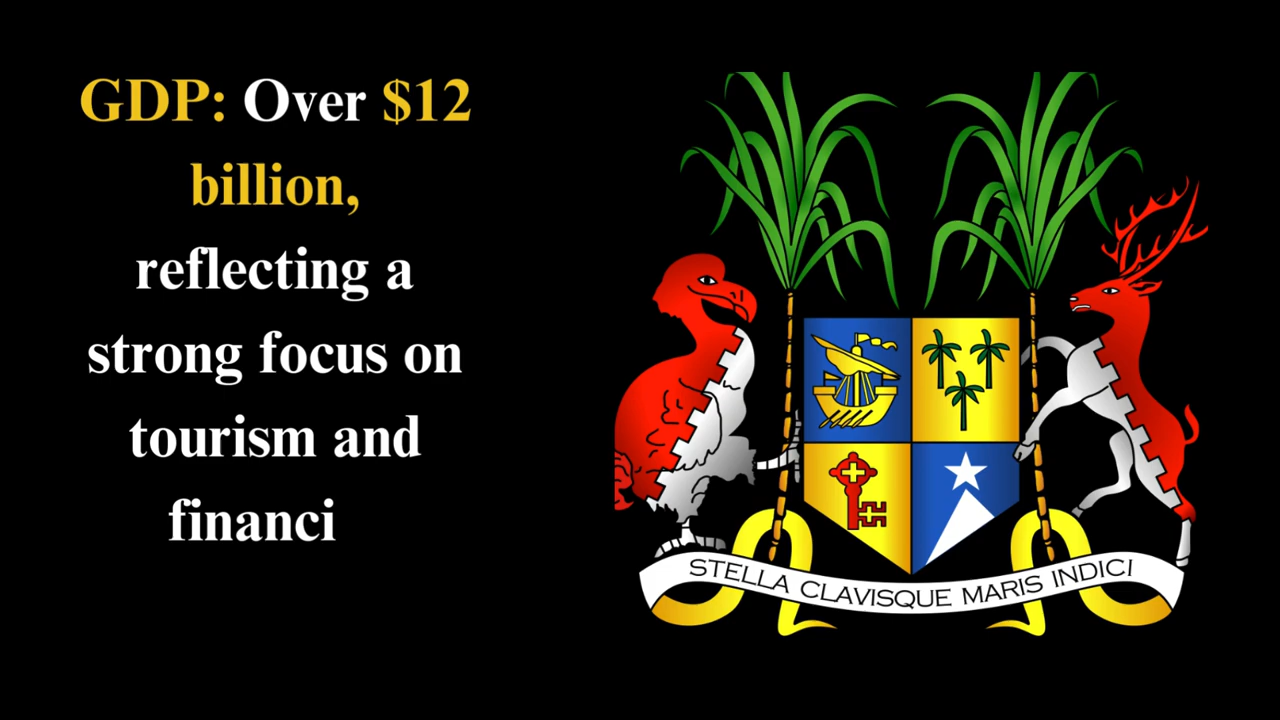 GDP: Over $12
billion,
reflecting a
strong focus on
tourism and
financi
STELLA CLAVISQUE MARIS INDICI